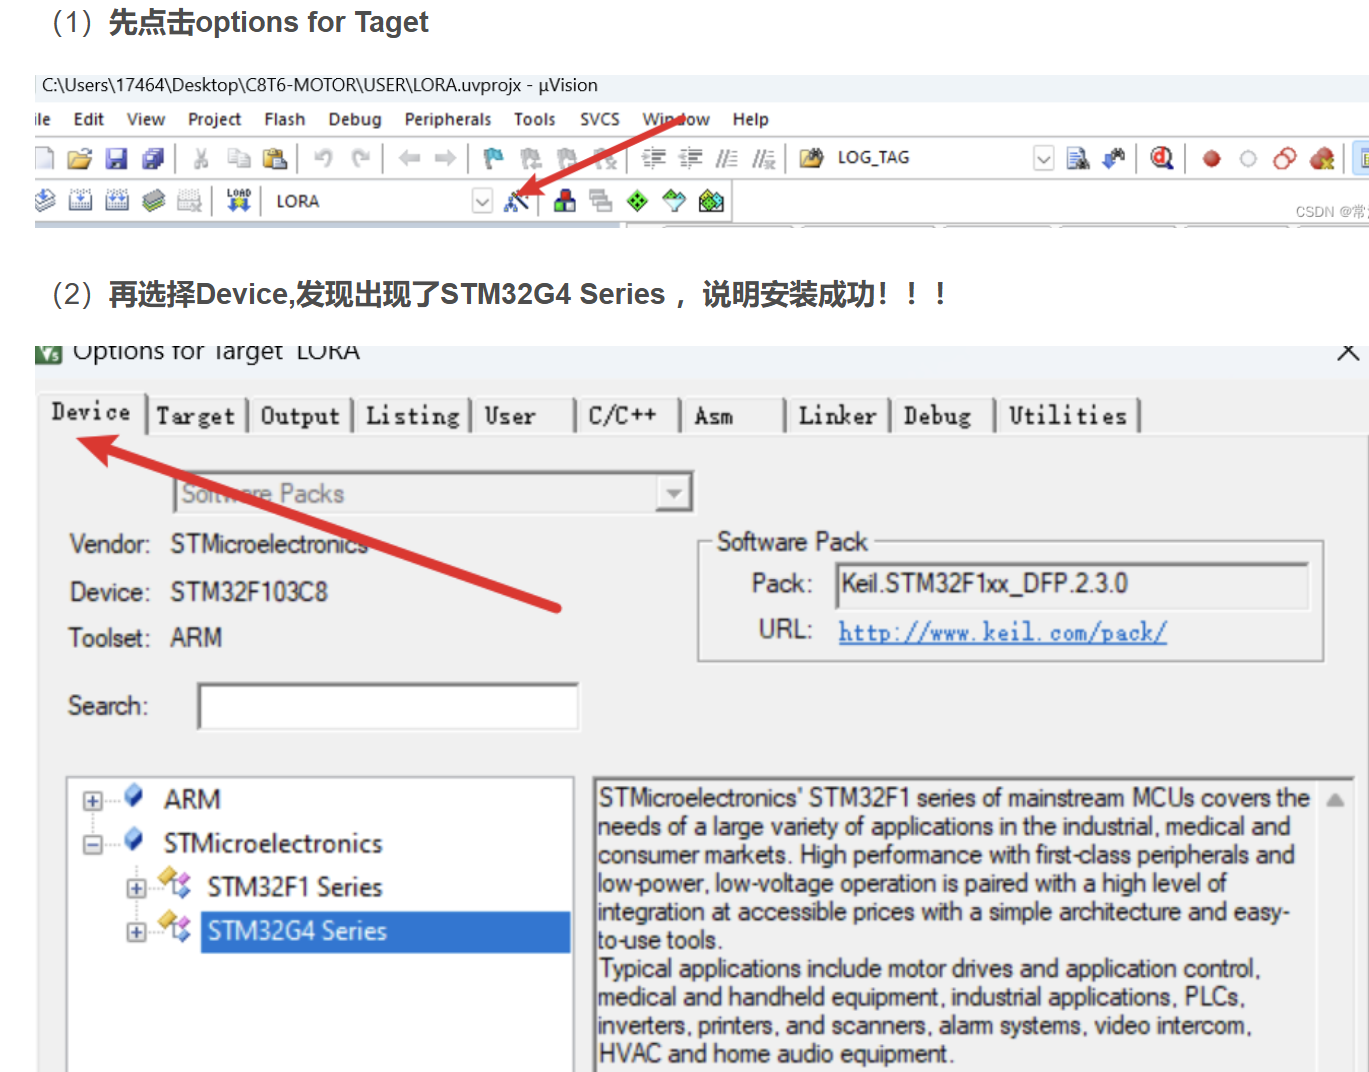 （1）先点击options for Taget
C:\Users\17464\Desktop\C8T6-MOTOR\USER\LORA.uvprojx - µVision
ile Edit View Project Flash Debug Peripherals Tools SVCS Window Help
LOG_TAG
LOAD LORA
CSDN @常
（2）再选择Device,发现出现了STM32G4 Series ，说明安装成功！！！
Options for Target 'LORA'
Device Target Output Listing User C/C++ Asm Linker Debug Utilities
Software Packs
Vendor: STMicroelectronics
Device: STM32F103C8
Toolset: ARM
Search:
Software Pack
Pack: Keil.STM32F1xx_DFP.2.3.0
URL: http://www.keil.com/pack/
ARM
STMicroelectronics
STM32F1 Series
STM32G4 Series
STMicroelectronics' STM32F1 series of mainstream MCUs covers the
needs of a large variety of applications in the industrial, medical and
consumer markets. High performance with first-class peripherals and
low-power, low-voltage operation is paired with a high level of
integration at accessible prices with a simple architecture and easy-
to-use tools.
Typical applications include motor drives and application control,
medical and handheld equipment, industrial applications, PLCs,
inverters, printers, and scanners, alarm systems, video intercom,
HVAC and home audio equipment.